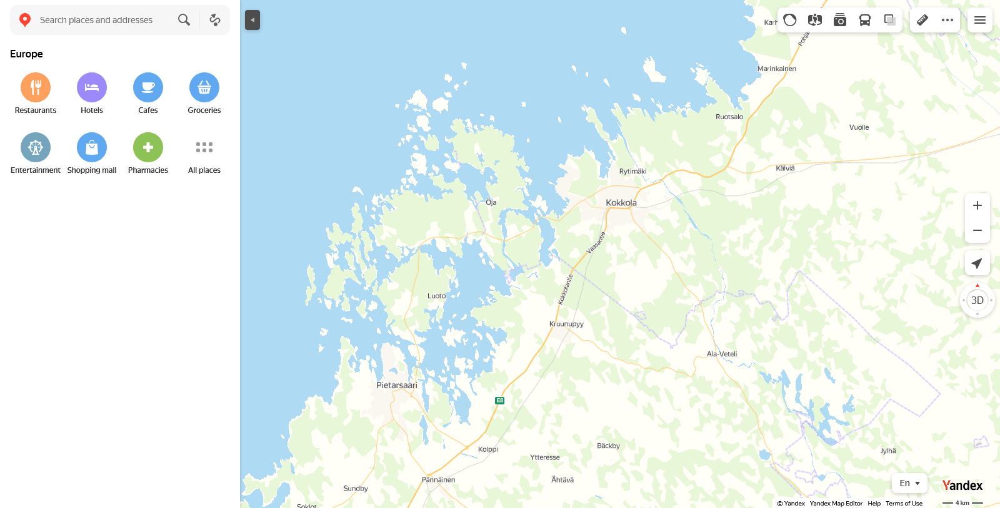 Search places and addresses
Europe
Restaurants
Hotels
Cafes
Groceries
Entertainment
Shopping mall
Pharmacies
All places
Marinkainen
Ruotsalo
Vuolle
Kälviä
Rytimäki
Kokkola
Öja
Vaasantie
Kokkolantie
Luoto
Kruunupyy
Ala-Veteli
Pietarsaari
E8
Kolppi
Bäckby
Ytteresse
Jylhä
Ähtävä
Pännäinen
Sundby
Soklot
3D
En
Yandex
© Yandex Yandex Map Editor Help Terms of Use
4 km